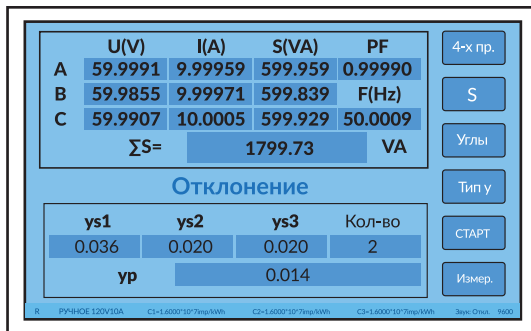 U(V) I(A) S(VA) PF
A 59.9991 9.99959 599.959 0.99990
B 59.9855 9.99971 599.839 F(Hz)
C 59.9907 10.0005 599.929 50.0009
∑S= 1799.73 VA
Отклонение
ys1 ys2 ys3 Кол-во
0.036 0.020 0.020 2
yp 0.014
4-х пр.
S
Углы
Тип y
СТАРТ
Измер.
R РУЧНОЕ 120V10A C1=1.6000*10^7imp/kWh C2=1.6000*10^7imp/kWh C3=1.6000*10^7imp/kWh Звук: Откл. 9600